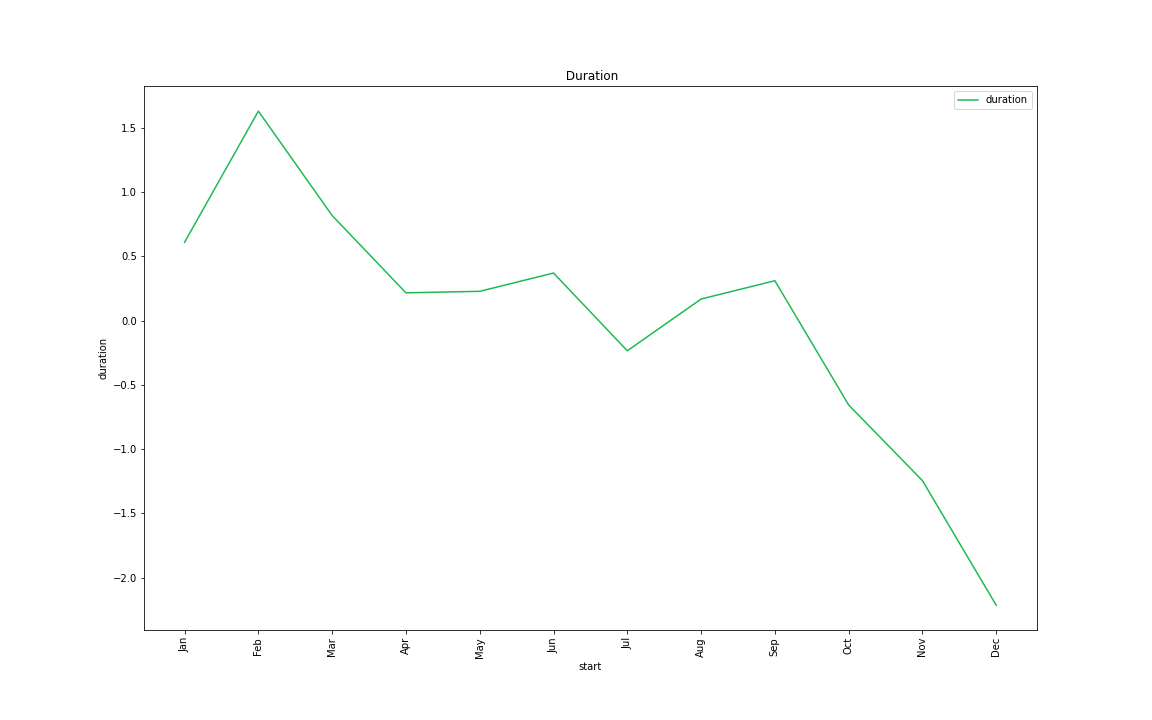 Duration
duration
1.5
1.0
0.5
0.0
−0.5
−1.0
−1.5
−2.0
duration
Jan Feb Mar Apr May Jun Jul Aug Sep Oct Nov Dec
start